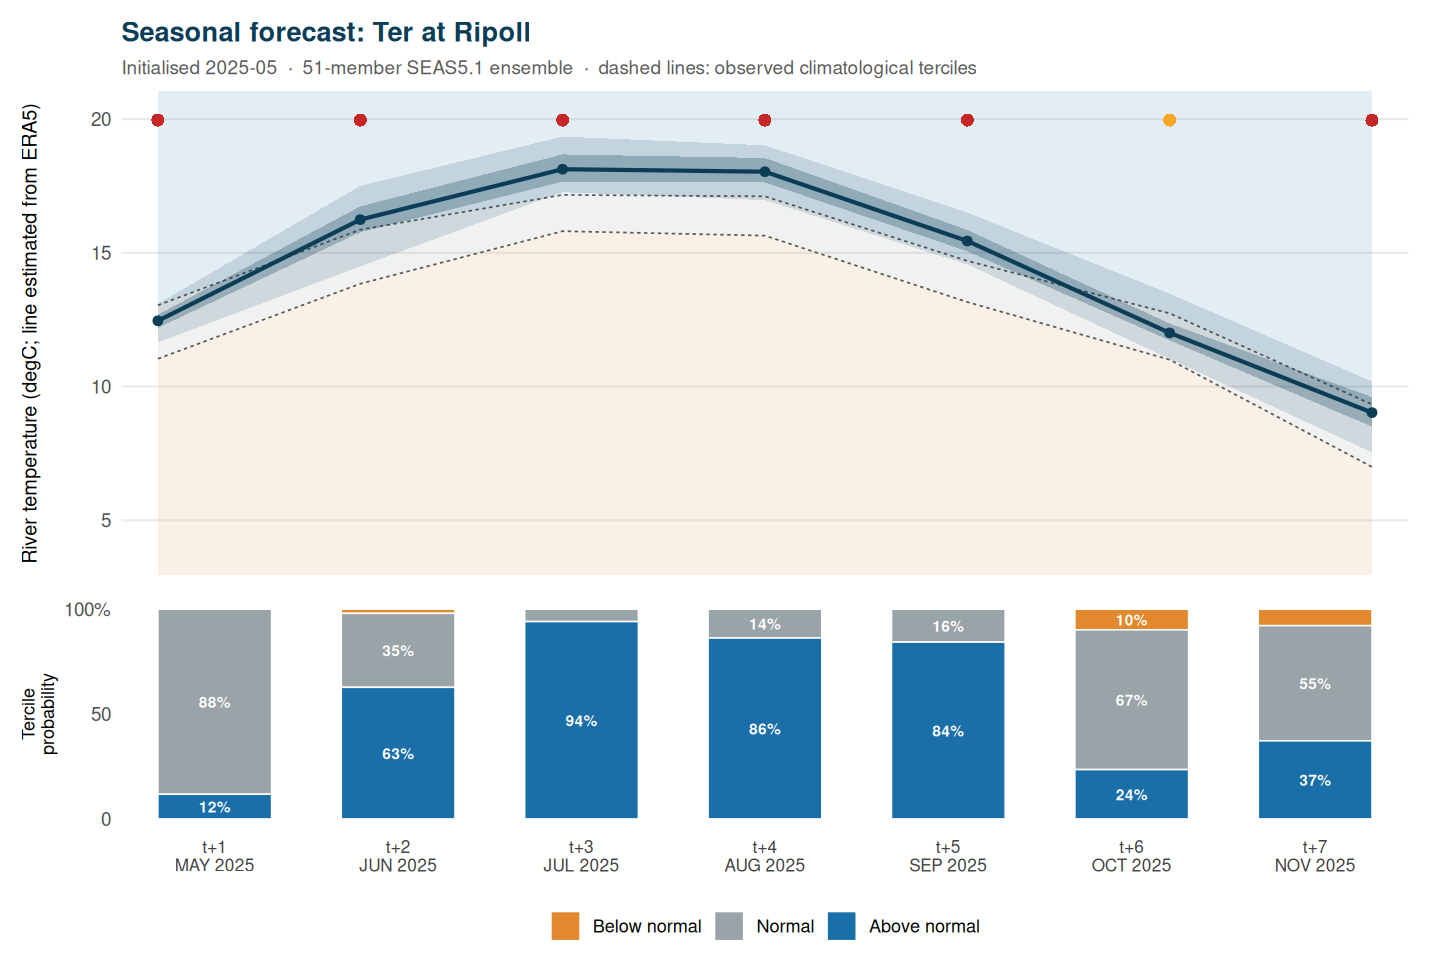 Seasonal forecast: Ter at Ripoll
Initialised 2025-05 · 51-member SEAS5.1 ensemble · dashed lines: observed climatological terciles
River temperature (degC; line estimated from ERA5)
20
15
10
5
Tercile
probability
100%
50
0
88%
12%
35%
63%
94%
14%
86%
16%
84%
10%
67%
24%
55%
37%
t+1
MAY 2025
t+2
JUN 2025
t+3
JUL 2025
t+4
AUG 2025
t+5
SEP 2025
t+6
OCT 2025
t+7
NOV 2025
Below normal
Normal
Above normal